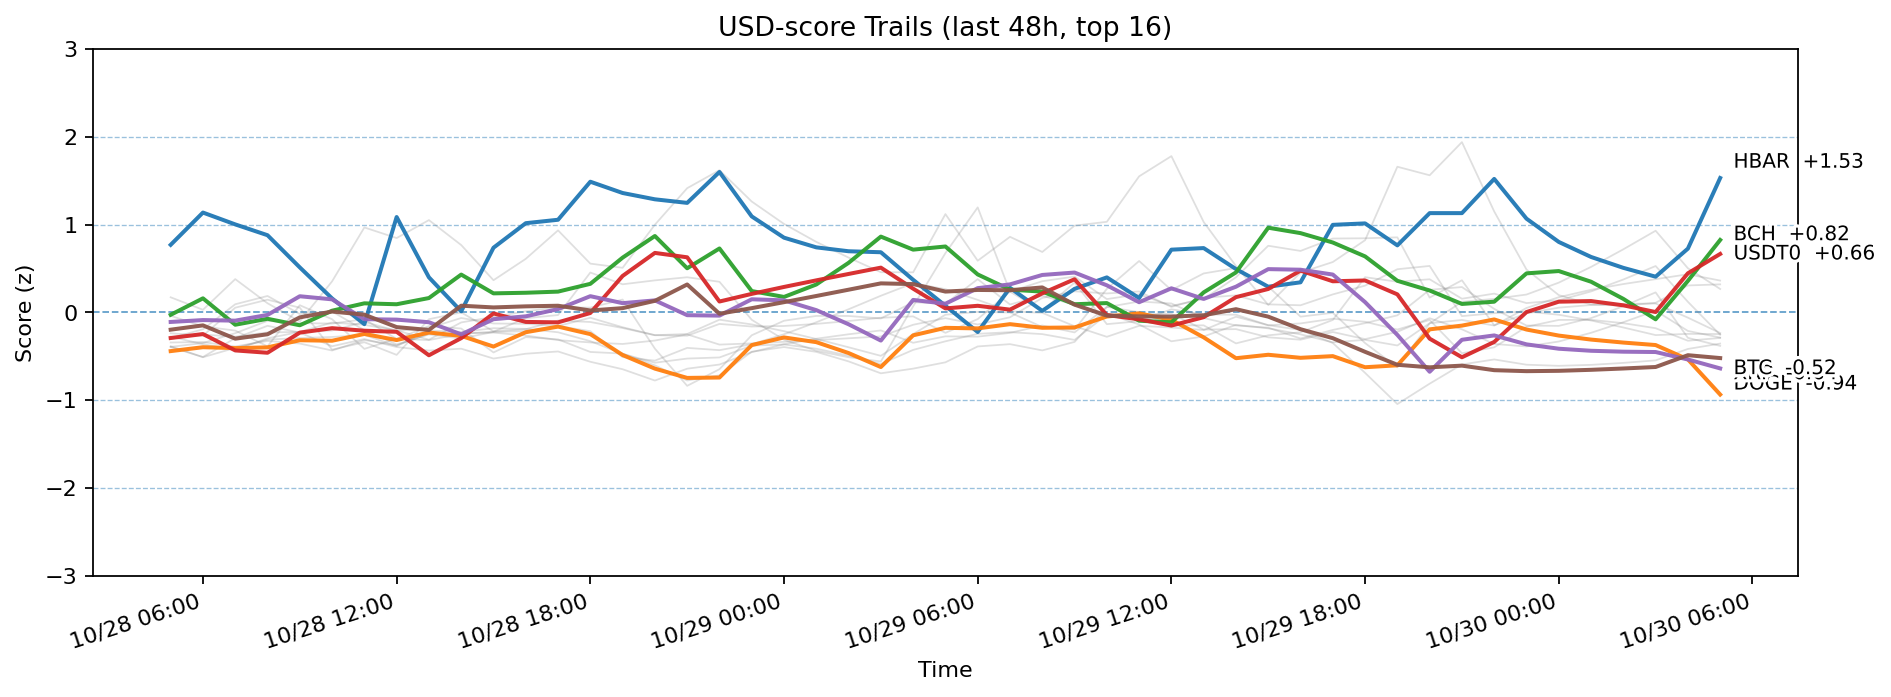 USD-score Trails (last 48h, top 16)
3
2
1
0
−1
−2
−3
Score (z)
HBAR +1.53
BCH +0.82
USDT0 +0.66
BTC -0.52
DOGE -0.94
10/28 06:00
10/28 12:00
10/28 18:00
10/29 00:00
10/29 06:00
10/29 12:00
10/29 18:00
10/30 00:00
10/30 06:00
Time